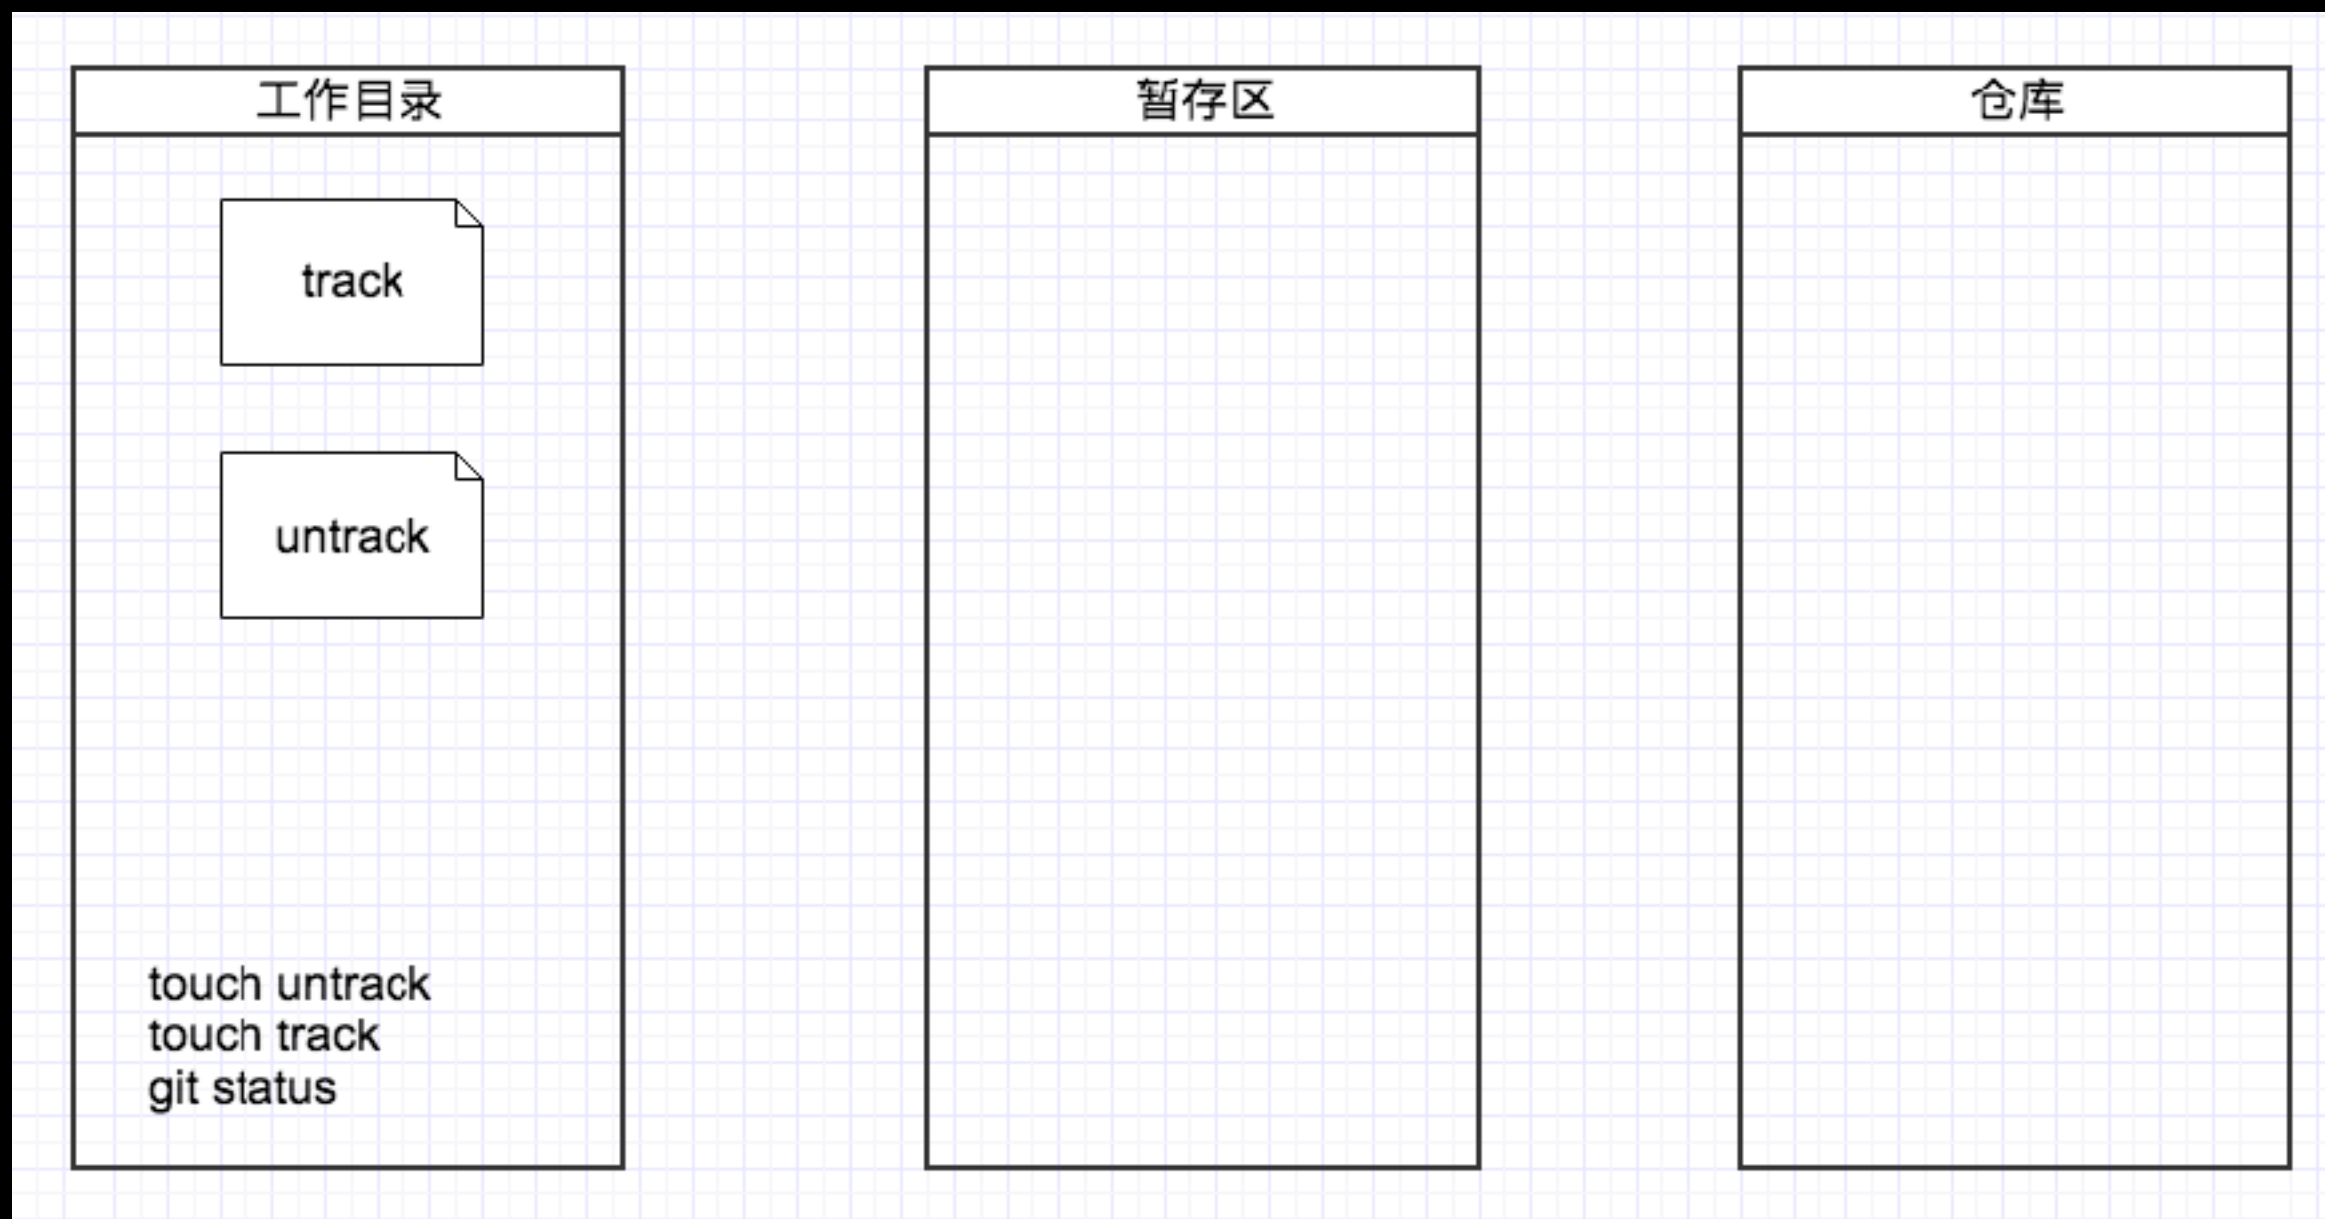 工作目录
暂存区
仓库
track
untrack
touch untrack
touch track
git status